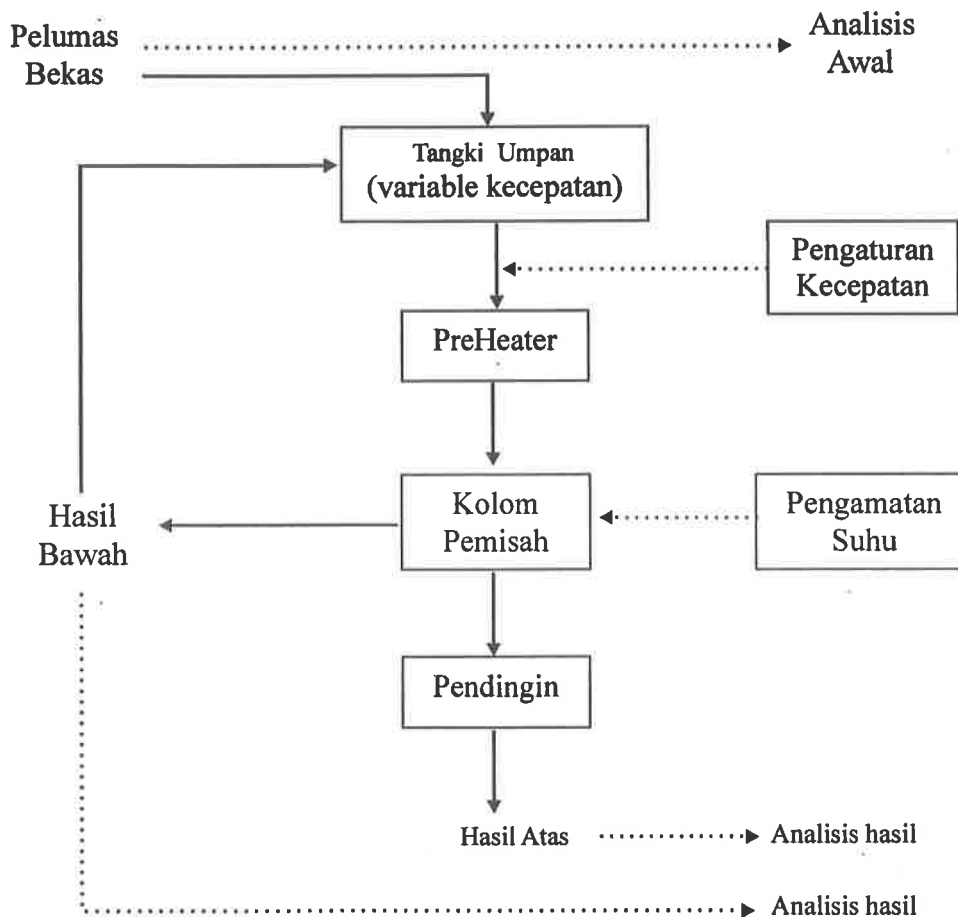 Pelumas
Bekas
Analisis
Awal
Tangki Umpan
(variable kecepatan)
Pengaturan
Kecepatan
PreHeater
Hasil
Bawah
Kolom
Pemisah
Pengamatan
Suhu
Pendingin
Hasil Atas
Analisis hasil
Analisis hasil